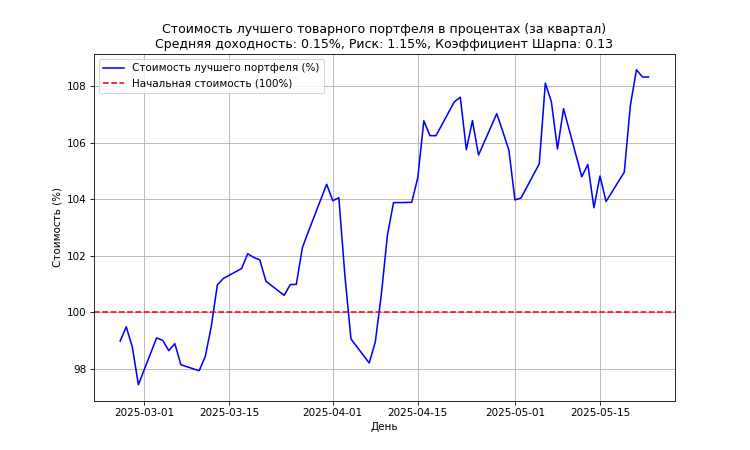 Стоимость лучшего товарного портфеля в процентах (за квартал)
Средняя доходность: 0.15%, Риск: 1.15%, Коэффициент Шарпа: 0.13
Стоимость лучшего портфеля (%)
Начальная стоимость (100%)
Стоимость (%)
108
106
104
102
100
98
2025-03-01
2025-03-15
2025-04-01
2025-04-15
2025-05-01
2025-05-15
День